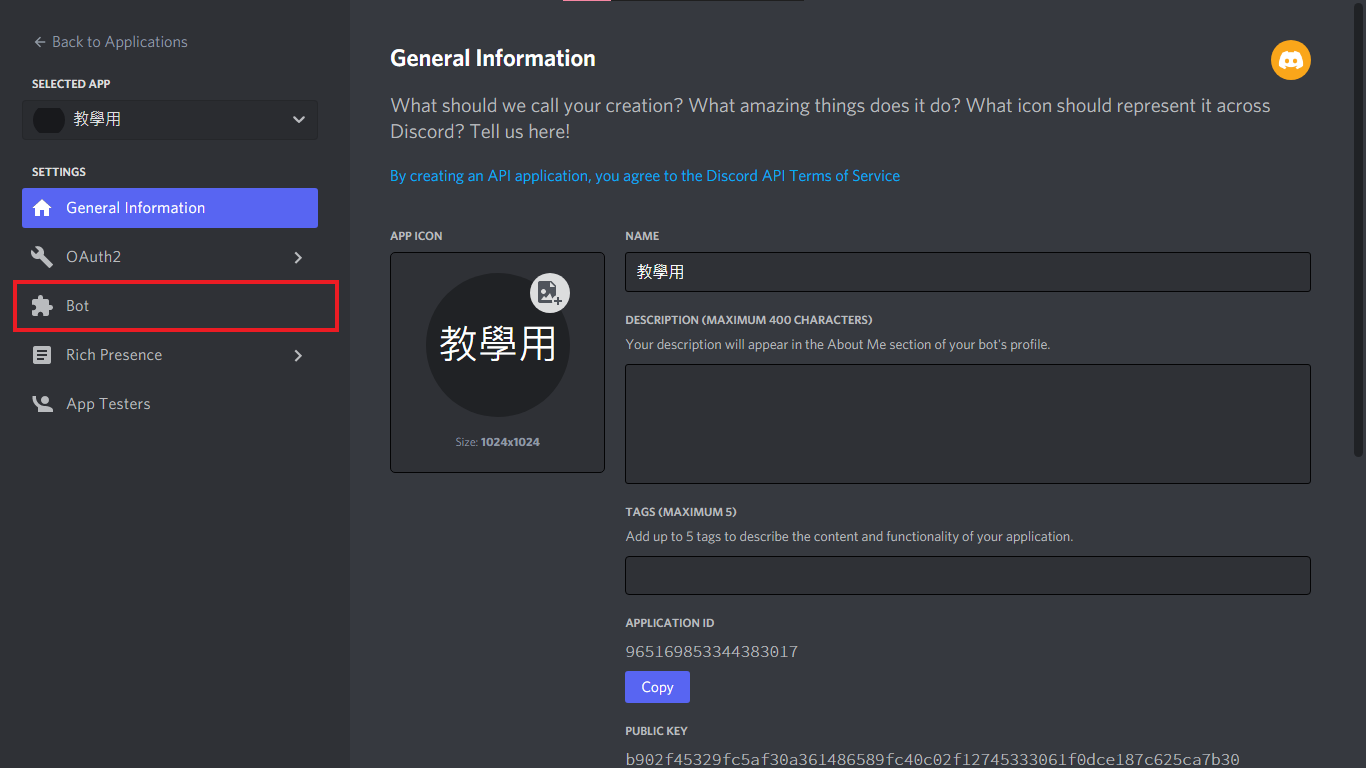 Back to Applications
SELECTED APP
教學用
SETTINGS
General Information
OAuth2
Bot
Rich Presence
App Testers
General Information
What should we call your creation? What amazing things does it do? What icon should represent it across
Discord? Tell us here!
By creating an API application, you agree to the Discord API Terms of Service
APP ICON
教學用
Size: 1024x1024
NAME
教學用
DESCRIPTION (MAXIMUM 400 CHARACTERS)
Your description will appear in the About Me section of your bot's profile.
TAGS (MAXIMUM 5)
Add up to 5 tags to describe the content and functionality of your application.
APPLICATION ID
965169853344383017
Copy
PUBLIC KEY
b902f45329fc5af30a361486589fc40c02f12745333061f0dce187c625ca7b30